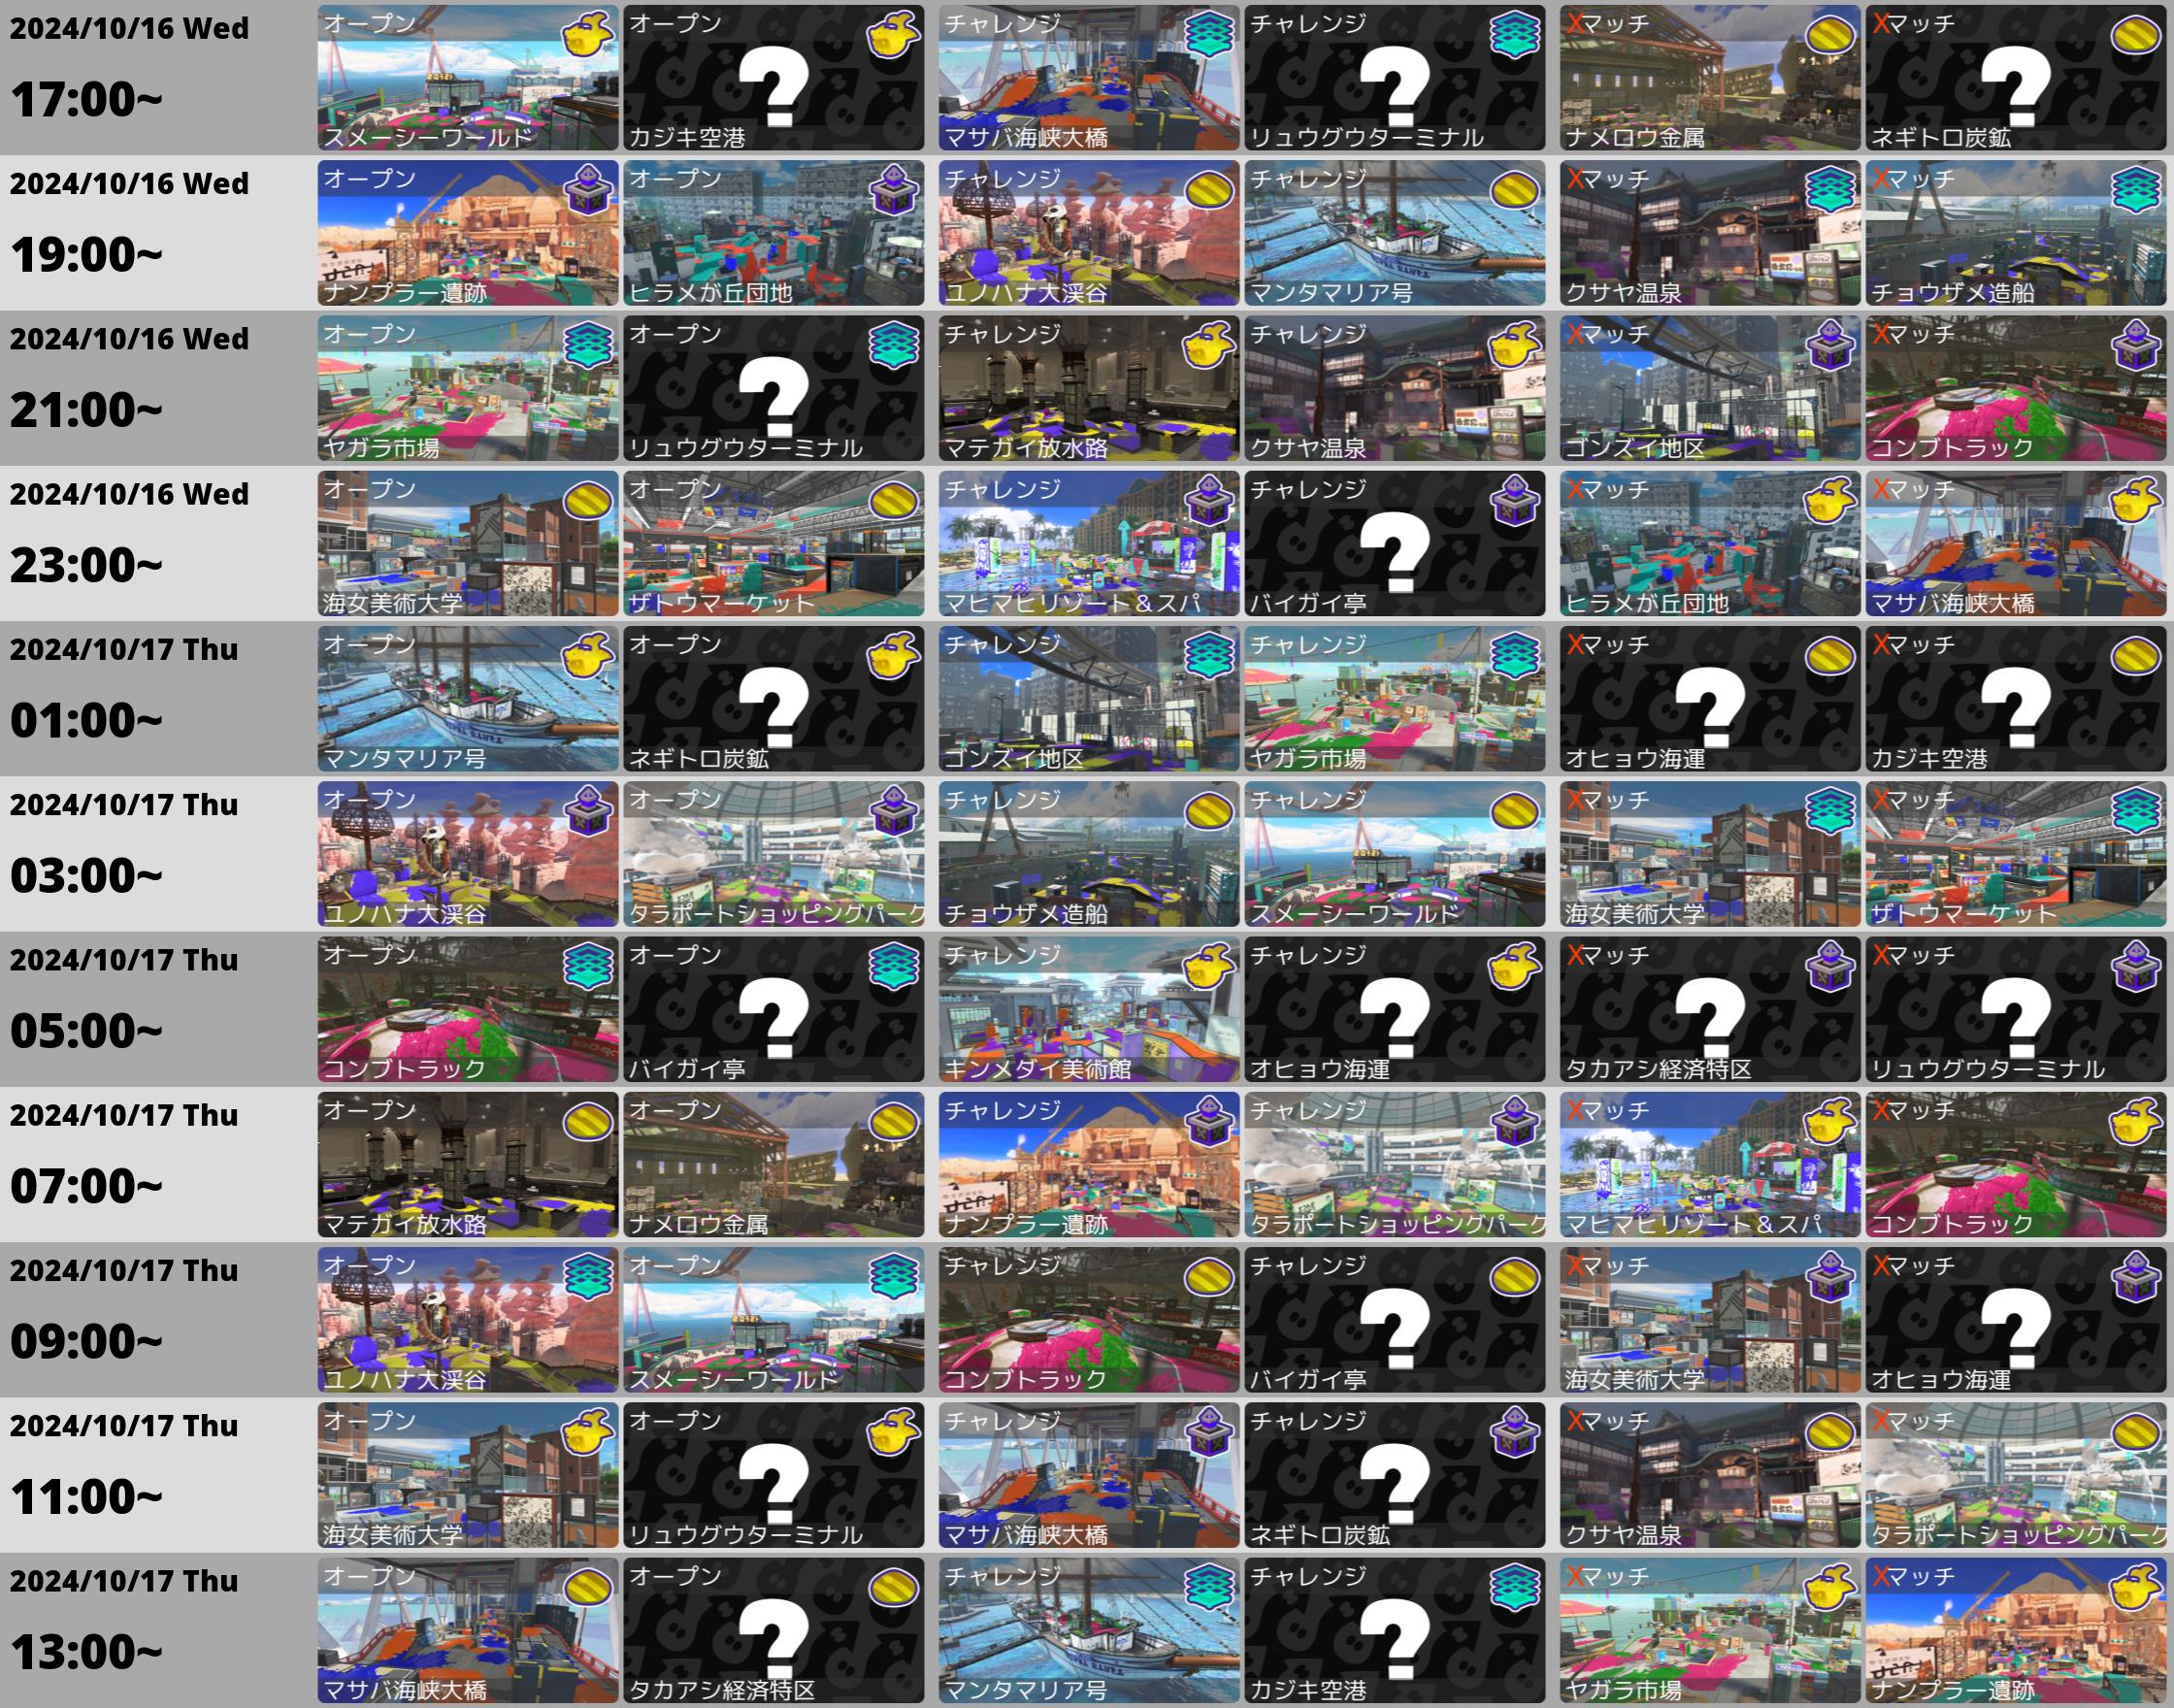 2024/10/16 Wed
17:00~
オープン
スメーシーワールド
オープン
カジキ空港
チャレンジ
マサバ海峡大橋
チャレンジ
リュウグウターミナル
Xマッチ
ナメロウ金属
Xマッチ
ネギトロ炭鉱
2024/10/16 Wed
19:00~
オープン
ナンプラー遺跡
オープン
ヒラメが丘団地
チャレンジ
ユノハナ大渓谷
チャレンジ
マンタマリア号
Xマッチ
クサヤ温泉
Xマッチ
チョウザメ造船
2024/10/16 Wed
21:00~
オープン
ヤガラ市場
オープン
リュウグウターミナル
チャレンジ
マテガイ放水路
チャレンジ
クサヤ温泉
Xマッチ
ゴンズイ地区
Xマッチ
コンブトラック
2024/10/16 Wed
23:00~
オープン
海女美術大学
オープン
ザトウマーケット
チャレンジ
マヒマヒリゾート&スパ
チャレンジ
バイガイ亭
Xマッチ
ヒラメが丘団地
Xマッチ
マサバ海峡大橋
2024/10/17 Thu
01:00~
オープン
マンタマリア号
オープン
ネギトロ炭鉱
チャレンジ
ゴンズイ地区
チャレンジ
ヤガラ市場
Xマッチ
オヒョウ海運
Xマッチ
カジキ空港
2024/10/17 Thu
03:00~
オープン
ユノハナ大渓谷
オープン
タラポートショッピングパーク
チャレンジ
チョウザメ造船
チャレンジ
スメーシーワールド
Xマッチ
海女美術大学
Xマッチ
ザトウマーケット
2024/10/17 Thu
05:00~
オープン
コンブトラック
オープン
バイガイ亭
チャレンジ
キンメダイ美術館
チャレンジ
オヒョウ海運
Xマッチ
タカアシ経済特区
Xマッチ
リュウグウターミナル
2024/10/17 Thu
07:00~
オープン
マテガイ放水路
オープン
ナメロウ金属
チャレンジ
ナンプラー遺跡
チャレンジ
タラポートショッピングパーク
Xマッチ
マヒマヒリゾート&スパ
Xマッチ
コンブトラック
2024/10/17 Thu
09:00~
オープン
ユノハナ大渓谷
オープン
スメーシーワールド
チャレンジ
コンブトラック
チャレンジ
バイガイ亭
Xマッチ
海女美術大学
Xマッチ
オヒョウ海運
2024/10/17 Thu
11:00~
オープン
海女美術大学
オープン
リュウグウターミナル
チャレンジ
マサバ海峡大橋
チャレンジ
ネギトロ炭鉱
Xマッチ
クサヤ温泉
Xマッチ
タラポートショッピングパーク
2024/10/17 Thu
13:00~
オープン
マサバ海峡大橋
オープン
タカアシ経済特区
チャレンジ
マンタマリア号
チャレンジ
カジキ空港
Xマッチ
ヤガラ市場
Xマッチ
ナンプラー遺跡